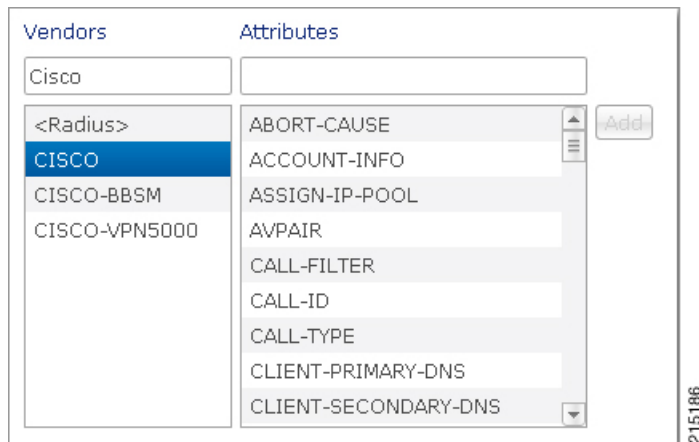 Vendors
Attributes
Cisco
<Radius>
CISCO
CISCO-BBSM
CISCO-VPN5000
ABORT-CAUSE
ACCOUNT-INFO
ASSIGN-IP-POOL
AVPAIR
CALL-FILTER
CALL-ID
CALL-TYPE
CLIENT-PRIMARY-DNS
CLIENT-SECONDARY-DNS
Add
215186